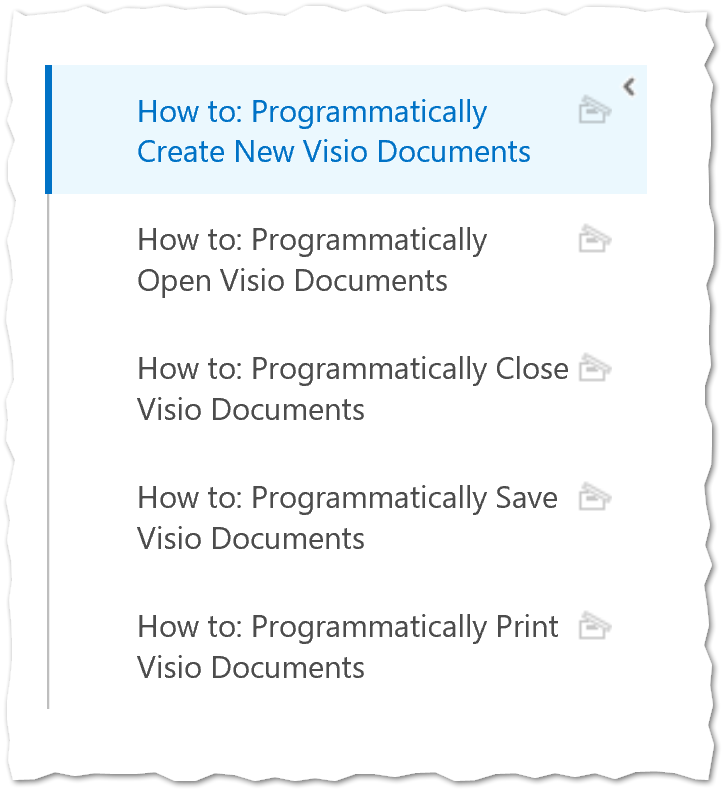 How to: Programmatically
Create New Visio Documents
How to: Programmatically
Open Visio Documents
How to: Programmatically Close
Visio Documents
How to: Programmatically Save
Visio Documents
How to: Programmatically Print
Visio Documents